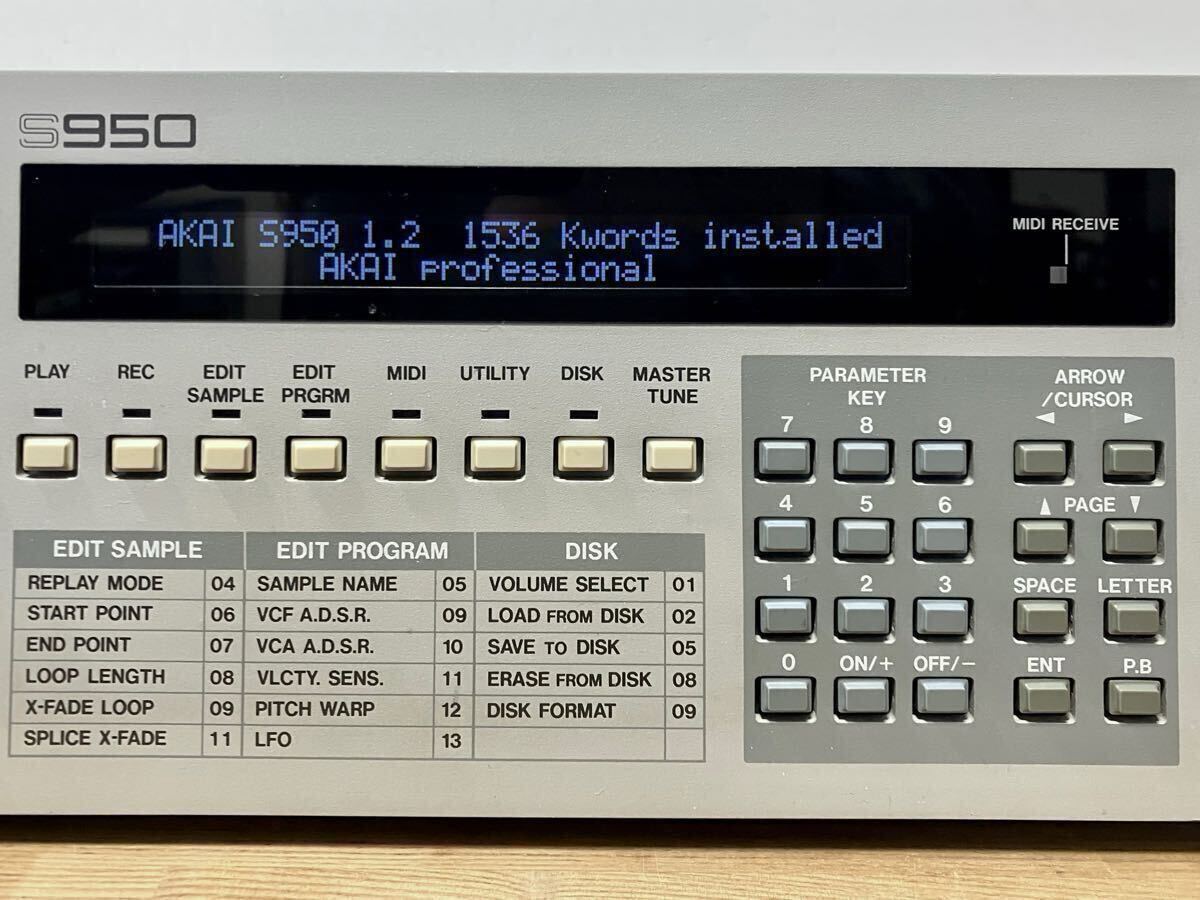 S950
AKAI S950 1.2 1536 Kwords installed
AKAI professional
MIDI RECEIVE
PLAY
REC
EDIT
SAMPLE
EDIT
PRGRM
MIDI
UTILITY
DISK
MASTER
TUNE
PARAMETER
KEY
ARROW
/CURSOR
◀ ▶
7 8 9
4 5 6
▲ PAGE ▼
1 2 3
SPACE LETTER
0 ON/+ OFF/−
ENT P.B
EDIT SAMPLE EDIT PROGRAM DISK
REPLAY MODE 04 SAMPLE NAME 05 VOLUME SELECT 01
START POINT 06 VCF A.D.S.R. 09 LOAD FROM DISK 02
END POINT 07 VCA A.D.S.R. 10 SAVE TO DISK 05
LOOP LENGTH 08 VLCTY. SENS. 11 ERASE FROM DISK 08
X-FADE LOOP 09 PITCH WARP 12 DISK FORMAT 09
SPLICE X-FADE 11 LFO 13